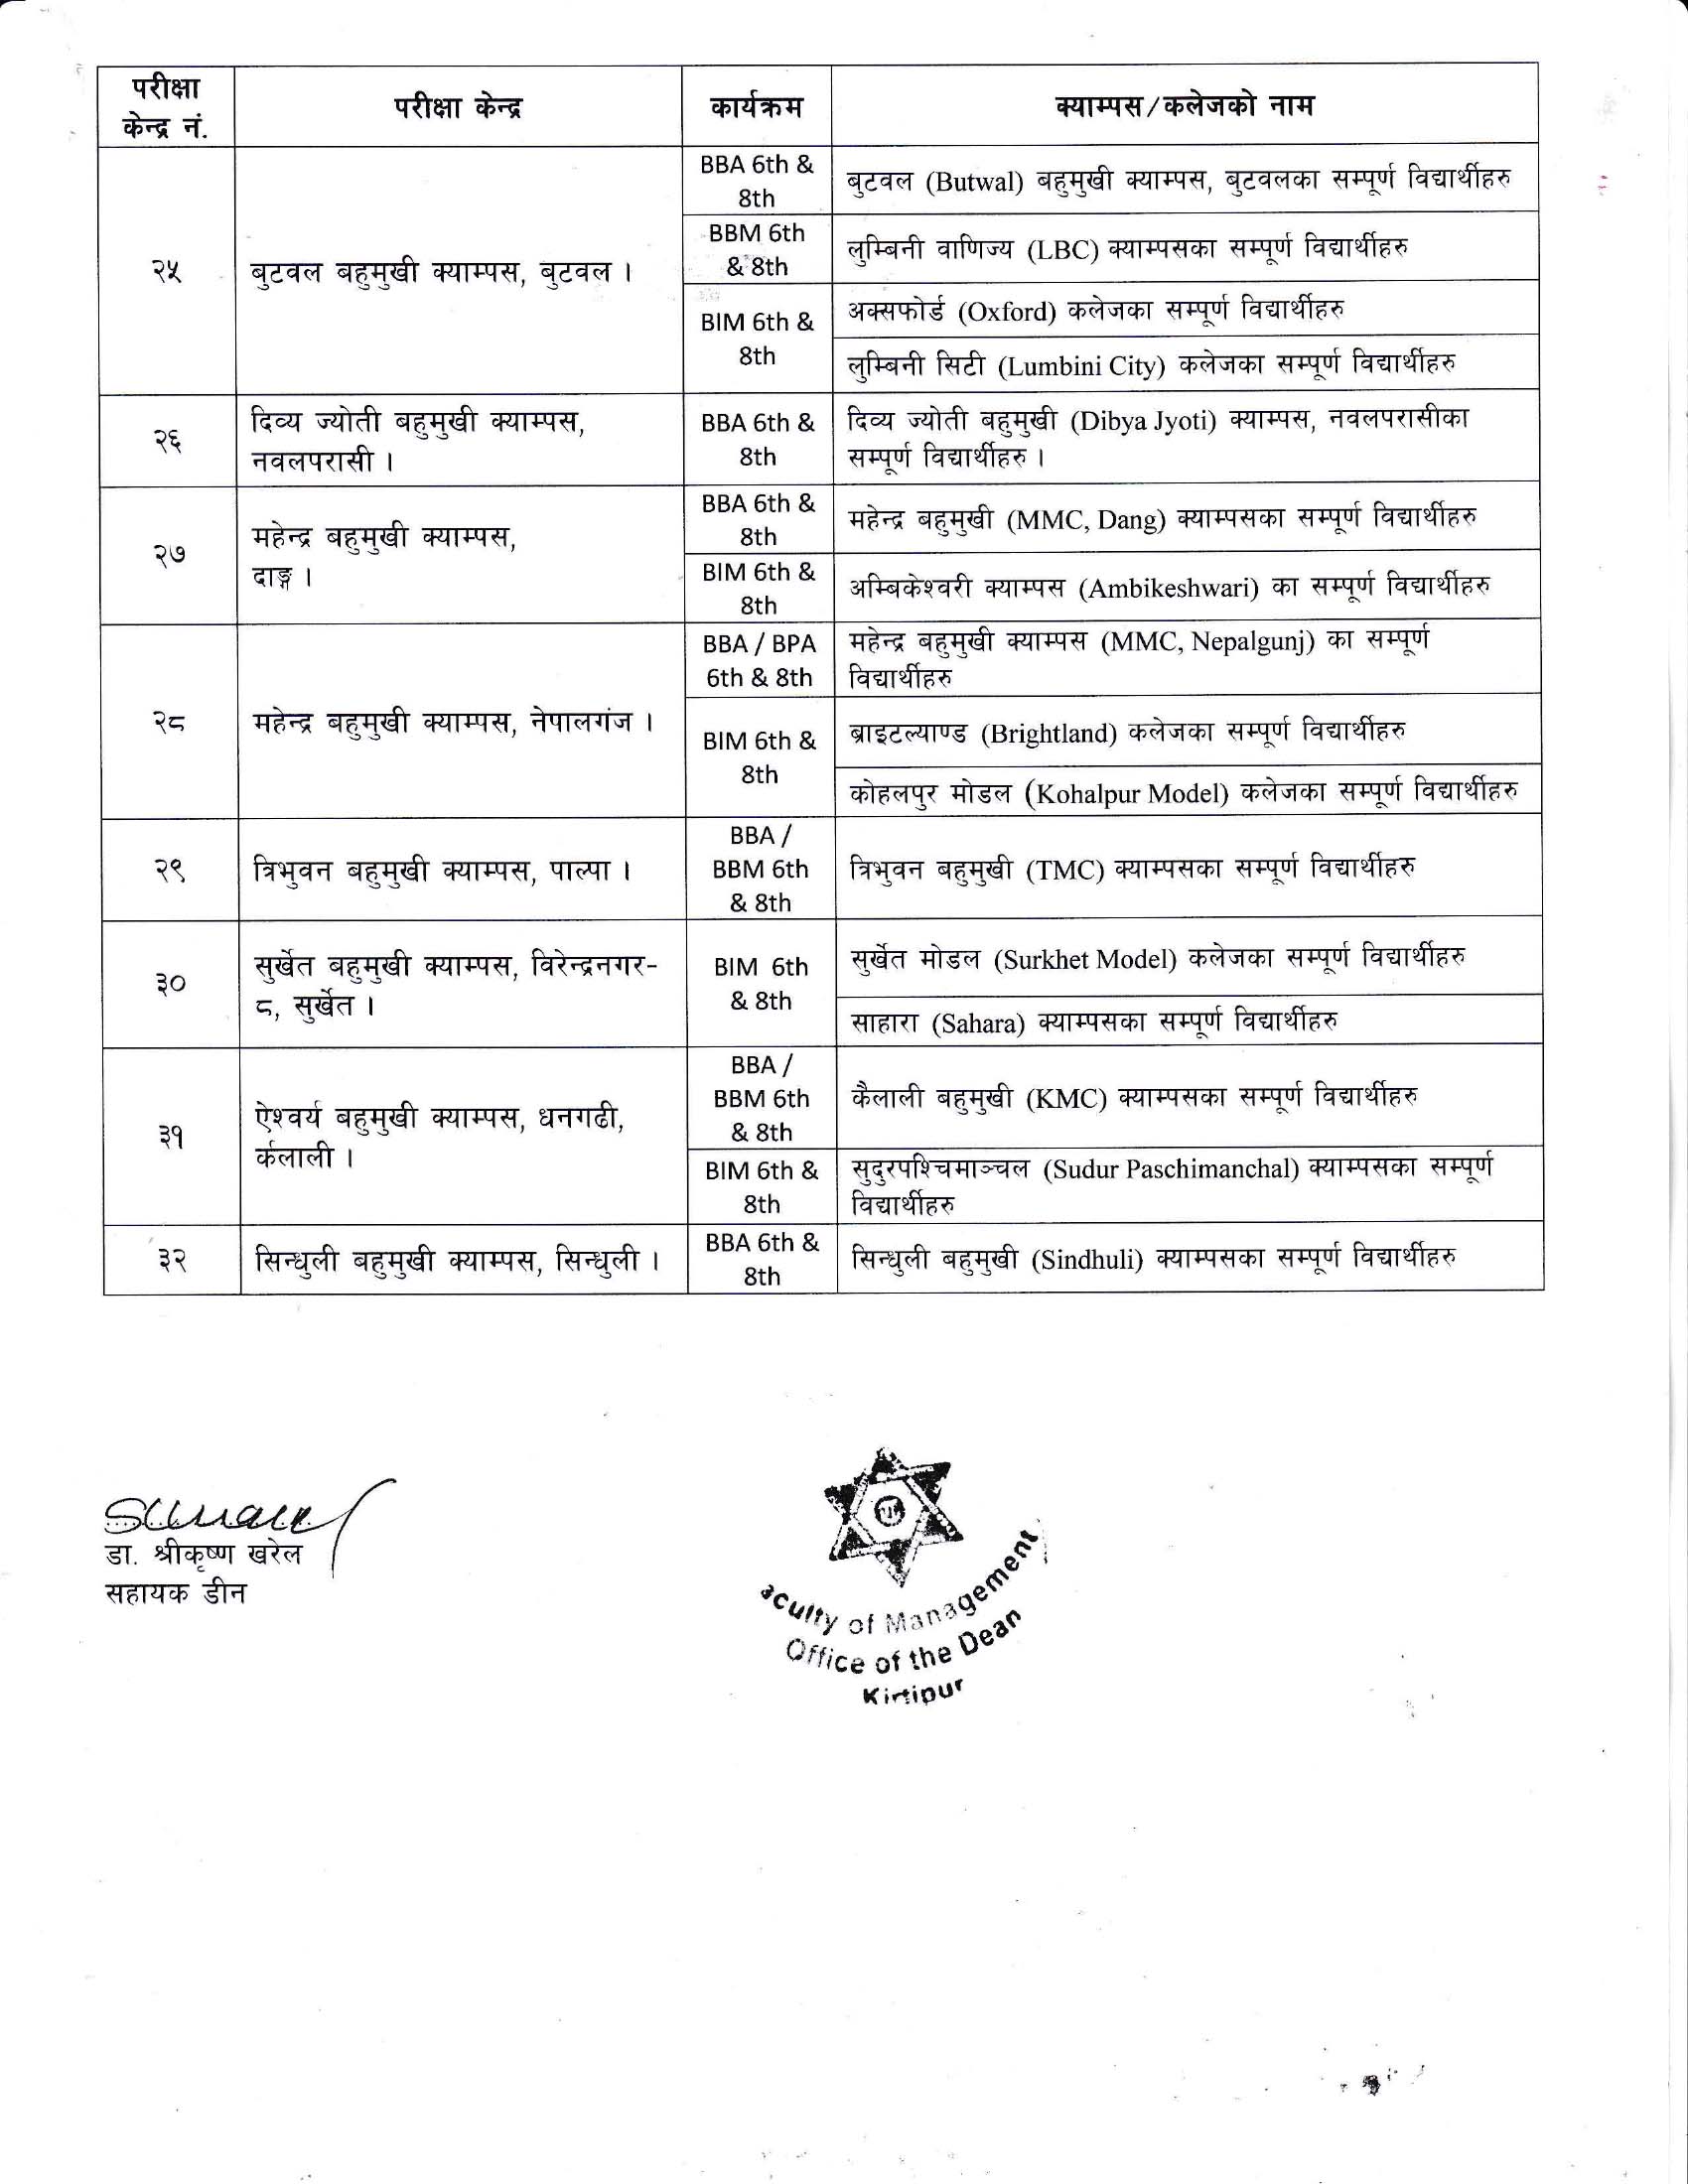 परीक्षा
केन्द्र नं.
परीक्षा केन्द्र
कार्यक्रम
क्याम्पस/कलेजको नाम
२५
बुटवल बहुमुखी क्याम्पस, बुटवल ।
BBA 6th &
8th
बुटवल (Butwal) बहुमुखी क्याम्पस, बुटवलका सम्पूर्ण विद्यार्थीहरु
BBM 6th
& 8th
लुम्बिनी वाणिज्य (LBC) क्याम्पसका सम्पूर्ण विद्यार्थीहरु
BIM 6th &
8th
अक्सफोर्ड (Oxford) कलेजका सम्पूर्ण विद्यार्थीहरु
लुम्बिनी सिटी (Lumbini City) कलेजका सम्पूर्ण विद्यार्थीहरु
२६
दिव्य ज्योती बहुमुखी क्याम्पस,
नवलपरासी ।
BBA 6th &
8th
दिव्य ज्योती बहुमुखी (Dibya Jyoti) क्याम्पस, नवलपरासीका
सम्पूर्ण विद्यार्थीहरु ।
२७
महेन्द्र बहुमुखी क्याम्पस,
दाङ्ग ।
BBA 6th &
8th
महेन्द्र बहुमुखी (MMC, Dang) क्याम्पसका सम्पूर्ण विद्यार्थीहरु
BIM 6th &
8th
अम्बिकेश्वरी क्याम्पस (Ambikeshwari) का सम्पूर्ण विद्यार्थीहरु
२८
महेन्द्र बहुमुखी क्याम्पस, नेपालगंज ।
BBA / BPA
6th & 8th
महेन्द्र बहुमुखी क्याम्पस (MMC, Nepalgunj) का सम्पूर्ण
विद्यार्थीहरु
BIM 6th &
8th
ब्राइटल्याण्ड (Brightland) कलेजका सम्पूर्ण विद्यार्थीहरु
कोहलपुर मोडल (Kohalpur Model) कलेजका सम्पूर्ण विद्यार्थीहरु
२९
त्रिभुवन बहुमुखी क्याम्पस, पाल्पा ।
BBA /
BBM 6th
& 8th
त्रिभुवन बहुमुखी (TMC) क्याम्पसका सम्पूर्ण विद्यार्थीहरु
३०
सुर्खेत बहुमुखी क्याम्पस, विरेन्द्रनगर-
८, सुर्खेत ।
BIM 6th
& 8th
सुर्खेत मोडल (Surkhet Model) कलेजका सम्पूर्ण विद्यार्थीहरु
साहारा (Sahara) क्याम्पसका सम्पूर्ण विद्यार्थीहरु
३१
ऐश्वर्य बहुमुखी क्याम्पस, धनगढी,
र्कलाली ।
BBA /
BBM 6th
& 8th
कैलाली बहुमुखी (KMC) क्याम्पसका सम्पूर्ण विद्यार्थीहरु
BIM 6th &
8th
सुदुरपश्चिमाञ्चल (Sudur Paschimanchal) क्याम्पसका सम्पूर्ण
विद्यार्थीहरु
३२
सिन्धुली बहुमुखी क्याम्पस, सिन्धुली ।
BBA 6th &
8th
सिन्धुली बहुमुखी (Sindhuli) क्याम्पसका सम्पूर्ण विद्यार्थीहरु
डा. श्रीकृष्ण खरेल
सहायक डीन
aculty of Management
Office of the Dean
Kirtipur